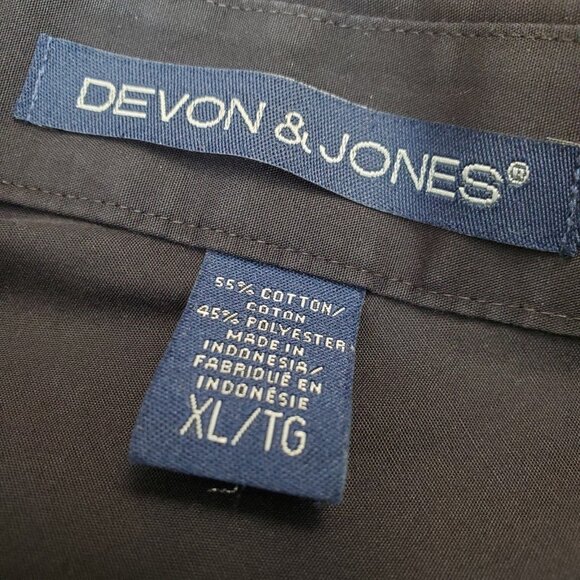 DEVON & JONES®
55% COTTON/
COTON
45% POLYESTER
MADE IN
INDONESIA/
FABRIQUÉ EN
INDONÉSIE
XL/TG